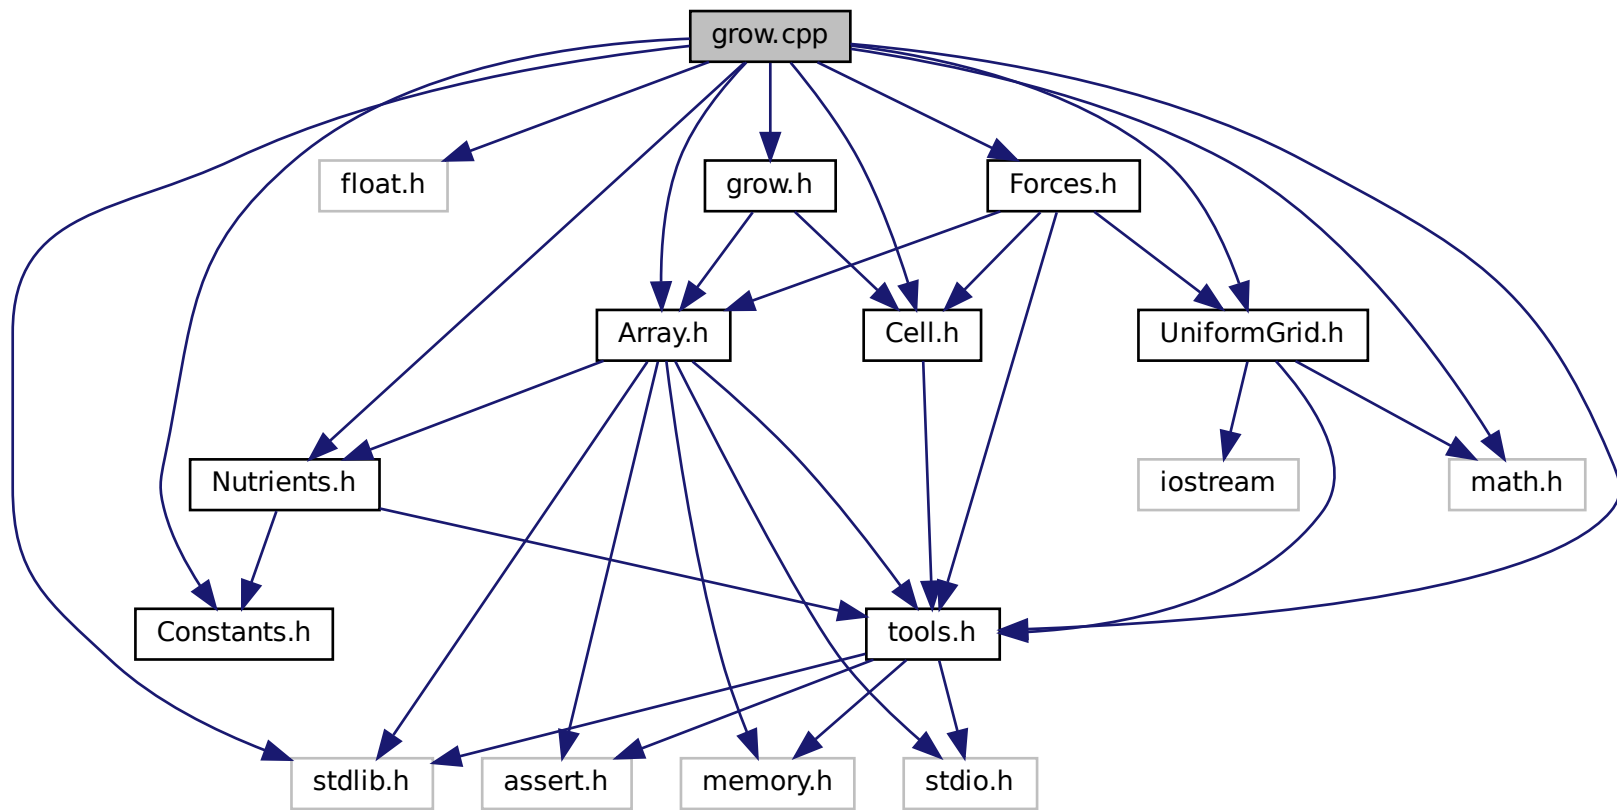 grow.cpp
float.h
grow.h
Forces.h
Array.h
Cell.h
UniformGrid.h
Nutrients.h
iostream
math.h
Constants.h
tools.h
stdlib.h
assert.h
memory.h
stdio.h